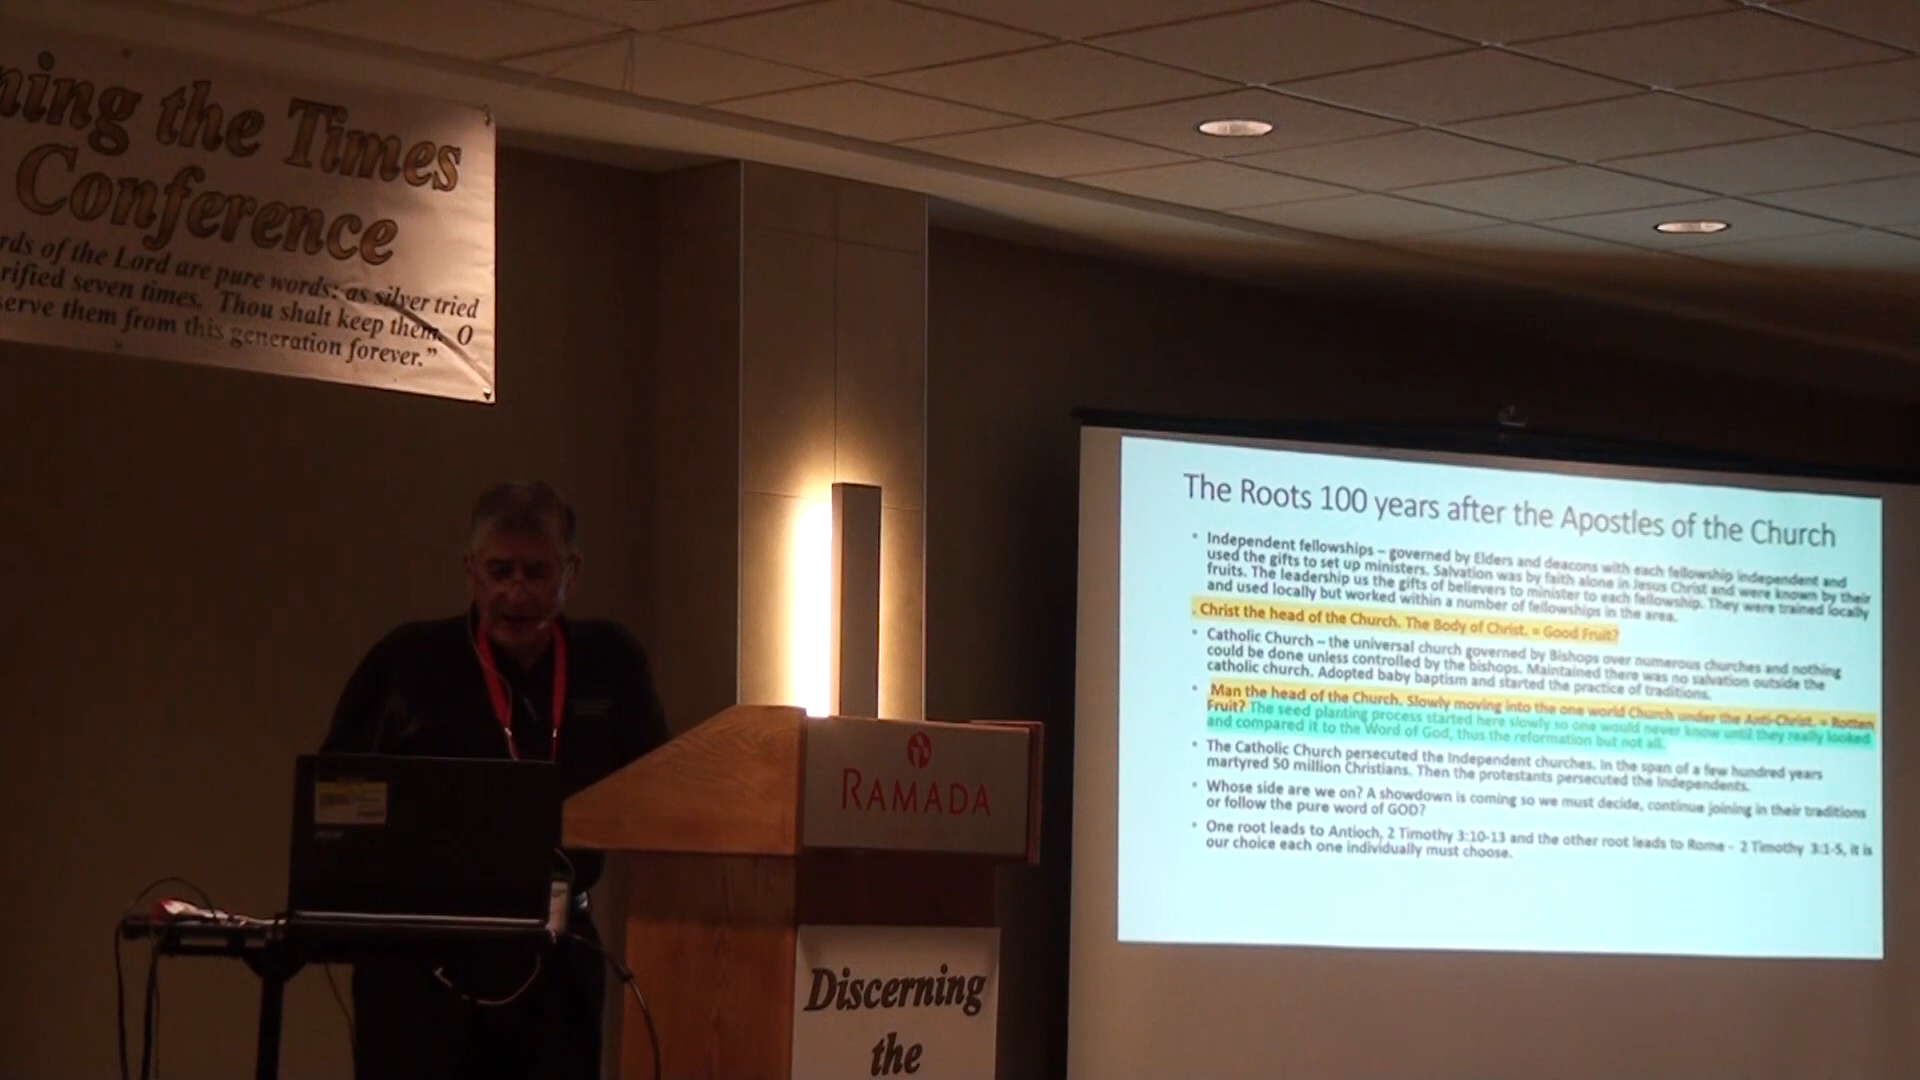 ning the Times
Conference
rds of the Lord are pure words: as silver tried
rified seven times. Thou shalt keep them, O
serve them from this generation forever."
RAMADA
Discerning
the
The Roots 100 years after the Apostles of the Church
• Independent fellowships – governed by Elders and deacons with each fellowship independent and
used the gifts to set up ministers. Salvation was by faith alone in Jesus Christ and were known by their
fruits. The leadership us the gifts of believers to minister to each fellowship. They were trained locally
and used locally but worked within a number of fellowships in the area.
. Christ the head of the Church. The Body of Christ. = Good Fruit?
• Catholic Church – the universal church governed by Bishops over numerous churches and nothing
could be done unless controlled by the bishops. Maintained there was no salvation outside the
catholic church. Adopted baby baptism and started the practice of traditions.
• Man the head of the Church. Slowly moving into the one world Church under the Anti-Christ. = Rotten
Fruit? The seed planting process started here slowly so one would never know until they really looked
and compared it to the Word of God, thus the reformation but not all.
• The Catholic Church persecuted the Independent churches. In the span of a few hundred years
martyred 50 million Christians. Then the protestants persecuted the Independents.
• Whose side are we on? A showdown is coming so we must decide, continue joining in their traditions
or follow the pure word of GOD?
• One root leads to Antioch, 2 Timothy 3:10-13 and the other root leads to Rome - 2 Timothy 3:1-5, it is
our choice each one individually must choose.